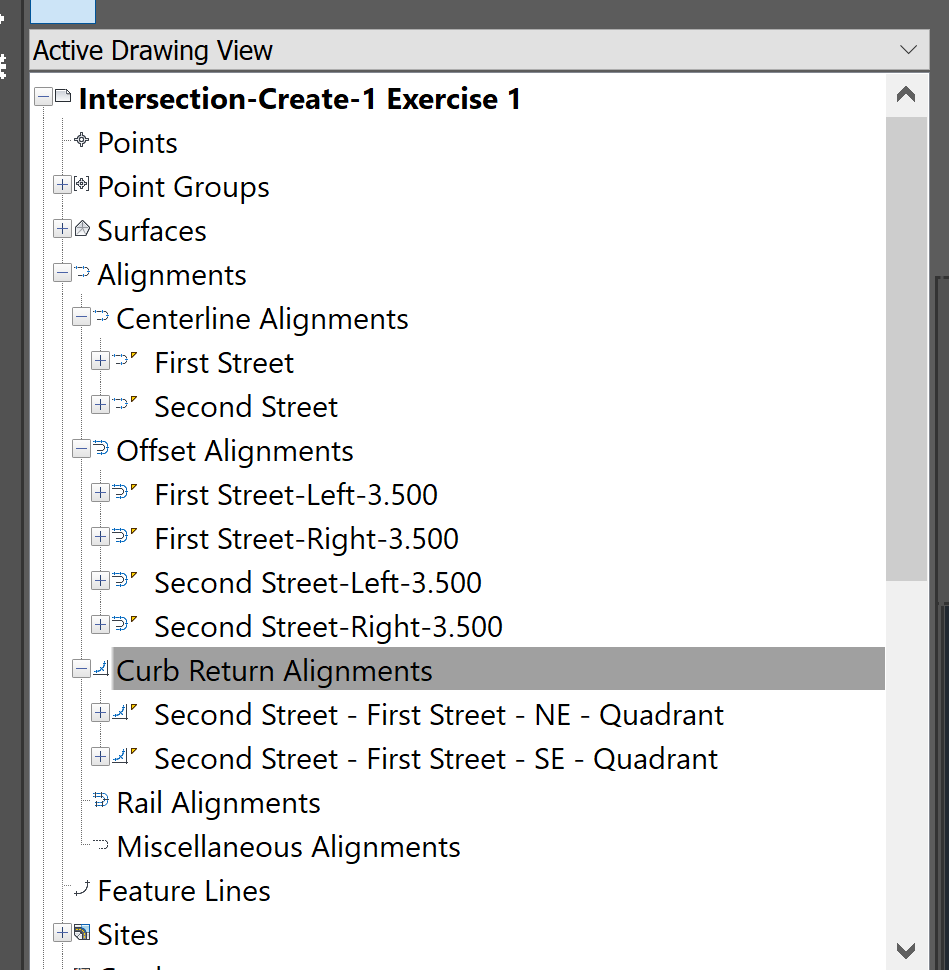 Active Drawing View
Intersection-Create-1 Exercise 1
Points
Point Groups
Surfaces
Alignments
Centerline Alignments
First Street
Second Street
Offset Alignments
First Street-Left-3.500
First Street-Right-3.500
Second Street-Left-3.500
Second Street-Right-3.500
Curb Return Alignments
Second Street - First Street - NE - Quadrant
Second Street - First Street - SE - Quadrant
Rail Alignments
Miscellaneous Alignments
Feature Lines
Sites